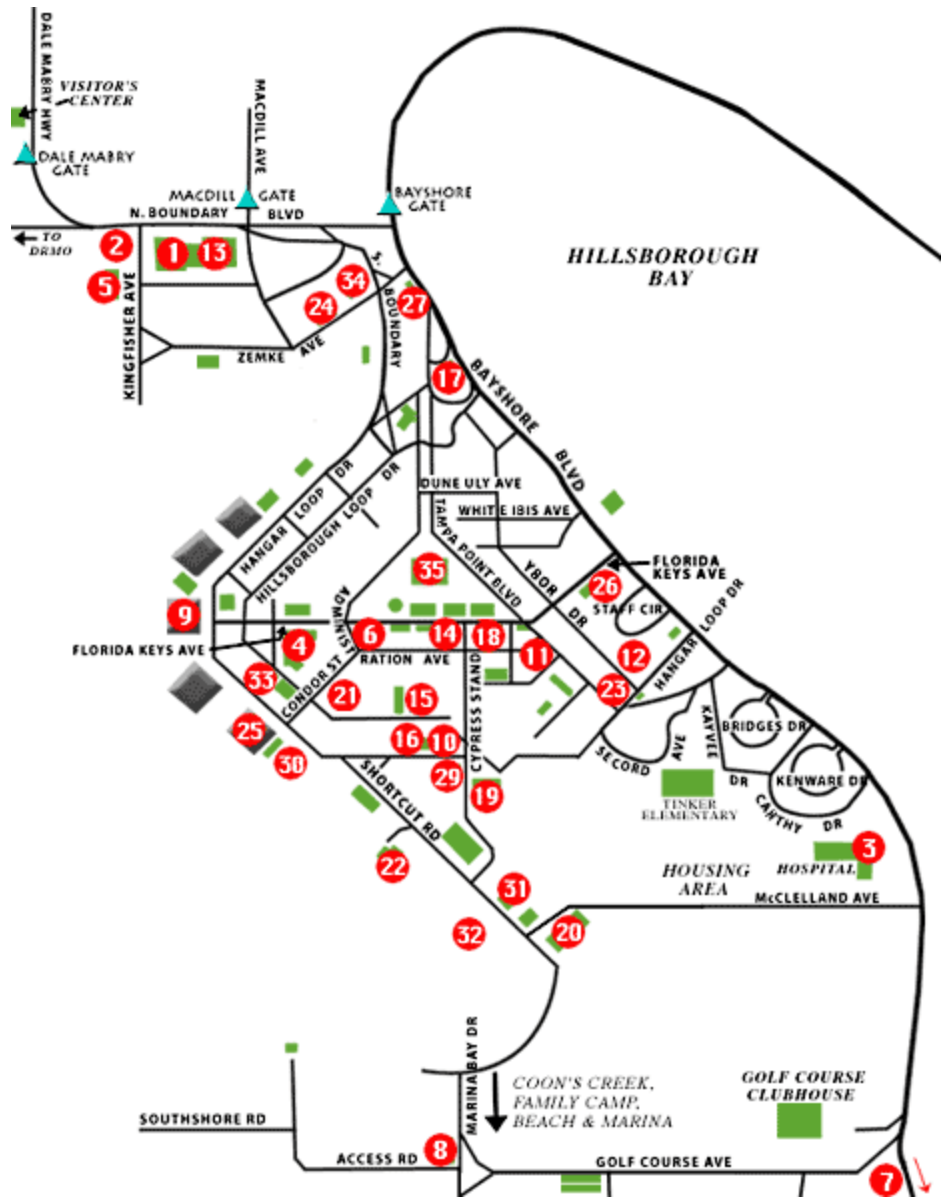 DALE MABRY HWY
VISITOR'S
CENTER
MACDILL AVE
DALE MABRY
GATE
MACDILL GATE
BAYSHORE
GATE
N. BOUNDARY BLVD
TO
DRMO
HILLSBOROUGH
BAY
2
1
13
5
34
24
27
S. BOUNDARY
KINGFISHER AVE
ZEMKE AVE
17
BAYSHORE BLVD
HANGAR LOOP DR
HILLSBOROUGH LOOP DR
DUNE ULY AVE
WHITE IBIS AVE
TAMPA POINT BLVD
YBOR DR
FLORIDA
KEYS AVE
35
26
STAFF CIR
HANGAR LOOP DR
9
ADMINISTRATION AVE
6
14
18
4
FLORIDA KEYS AVE
11
12
33
CONDOR ST
21
15
CYPRESS STAND
23
25
30
16
10
29
19
SECORD AVE
KAYVEE DR
BRIDGES DR
KENWARE DR
CAHTHY DR
TINKER
ELEMENTARY
SHORTCUT RD
22
3
HOSPITAL
HOUSING
AREA
31
McCLELLAND AVE
32
20
MARINA BAY DR
COON'S CREEK,
FAMILY CAMP,
BEACH & MARINA
GOLF COURSE
CLUBHOUSE
SOUTHSHORE RD
8
ACCESS RD
GOLF COURSE AVE
7